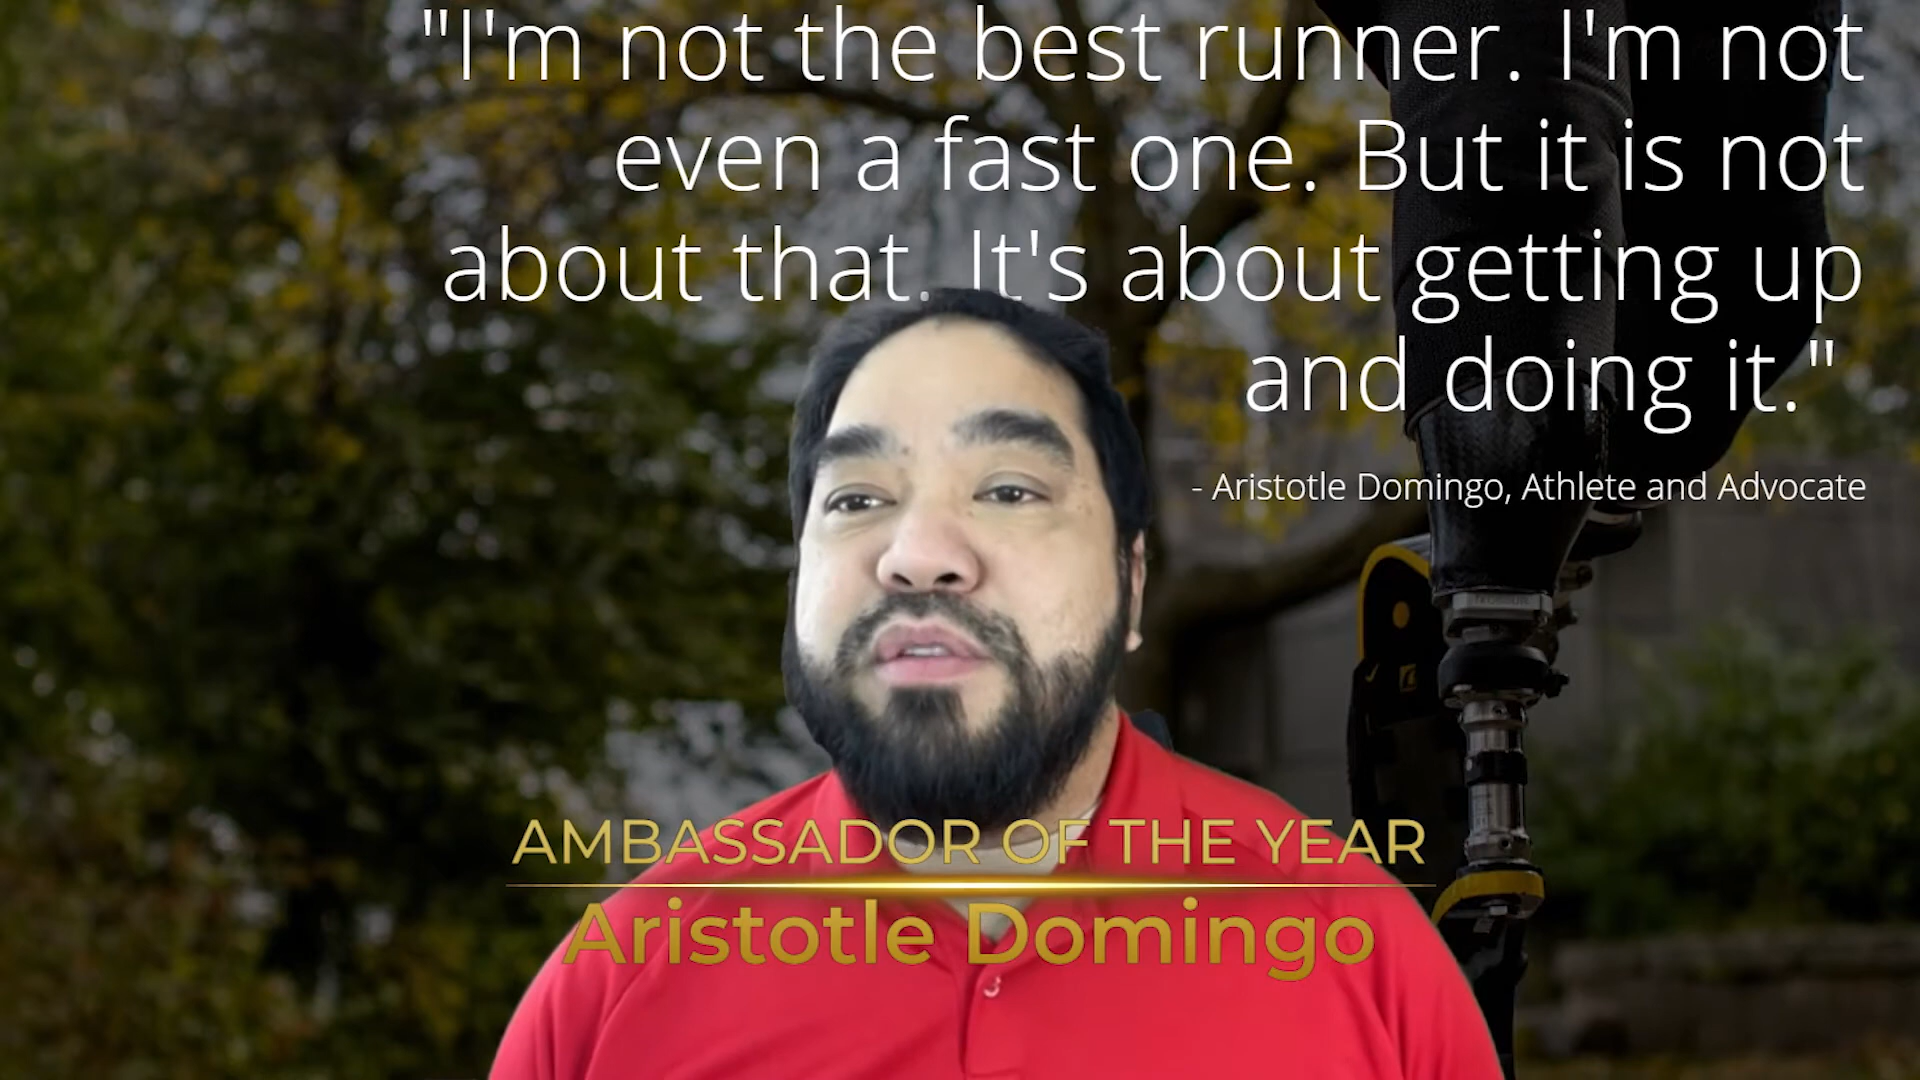 "I'm not the best runner. I'm not
even a fast one. But it is not
about that. It's about getting up
and doing it."
- Aristotle Domingo, Athlete and Advocate
AMBASSADOR OF THE YEAR
Aristotle Domingo